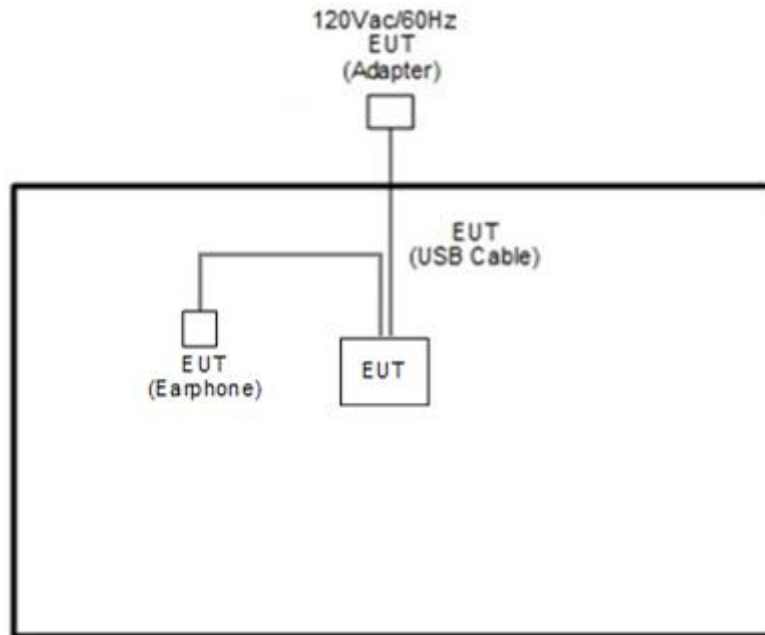 120Vac/60Hz
EUT
(Adapter)
EUT
(USB Cable)
EUT
(Earphone)
EUT